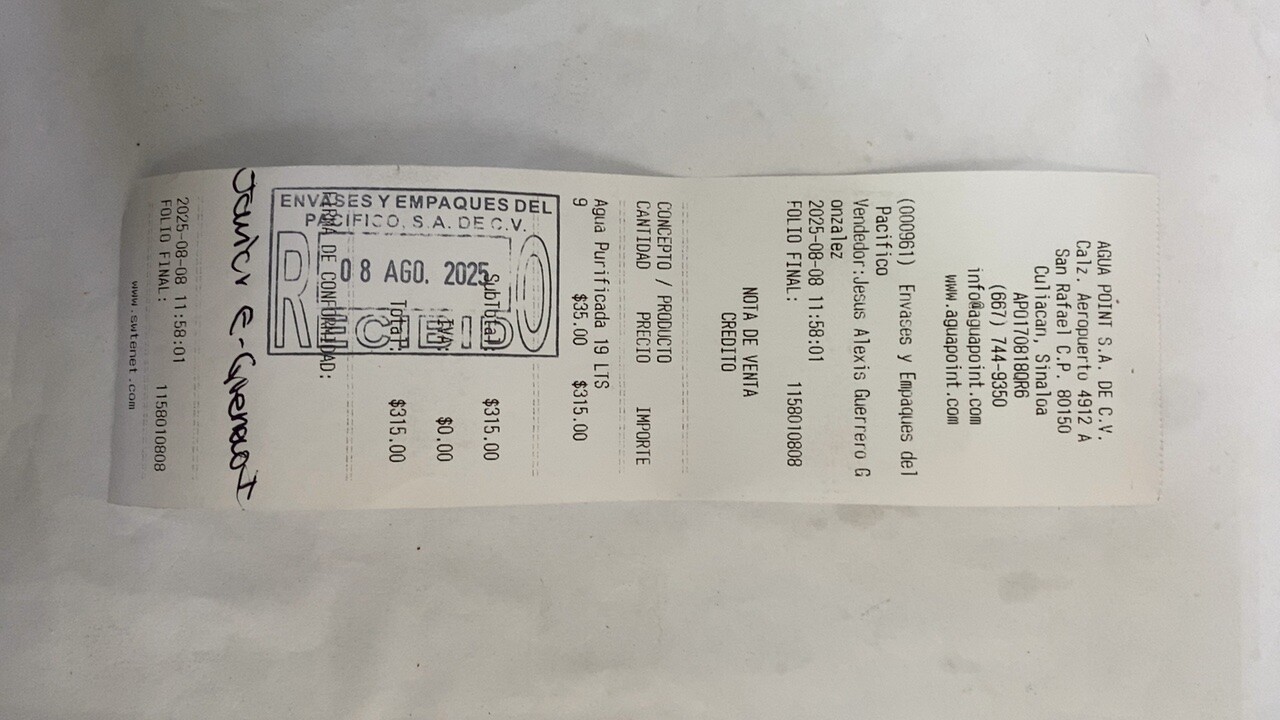 AGUA POINT S.A. DE C.V.
Calz. Aeropuerto 4912 A
San Rafael C.P. 80150
Culiacan, Sinaloa
APO170818QR6
(667) 744-9350
info@aguapoint.com
www.aguapoint.com
(000961) Envases y Empaques del
Pacifico
Vendedor:Jesus Alexis Guerrero G
onzalez
2025-08-08 11:58:01
FOLIO FINAL: 1158010808
NOTA DE VENTA
CREDITO
CONCEPTO / PRODUCTO
CANTIDAD PRECIO IMPORTE
Agua Purificada 19 LTS
9 $35.00 $315.00
SubTotal: $315.00
IVA: $0.00
Total: $315.00
FIRMA DE CONFORMIDAD:
ENVASES Y EMPAQUES DEL
PACIFICO, S.A. DE C.V.
RECIBIDO
08 AGO. 2025
Javier E.
2025-08-08 11:58:01
FOLIO FINAL: 1158010808
www.swtenet.com